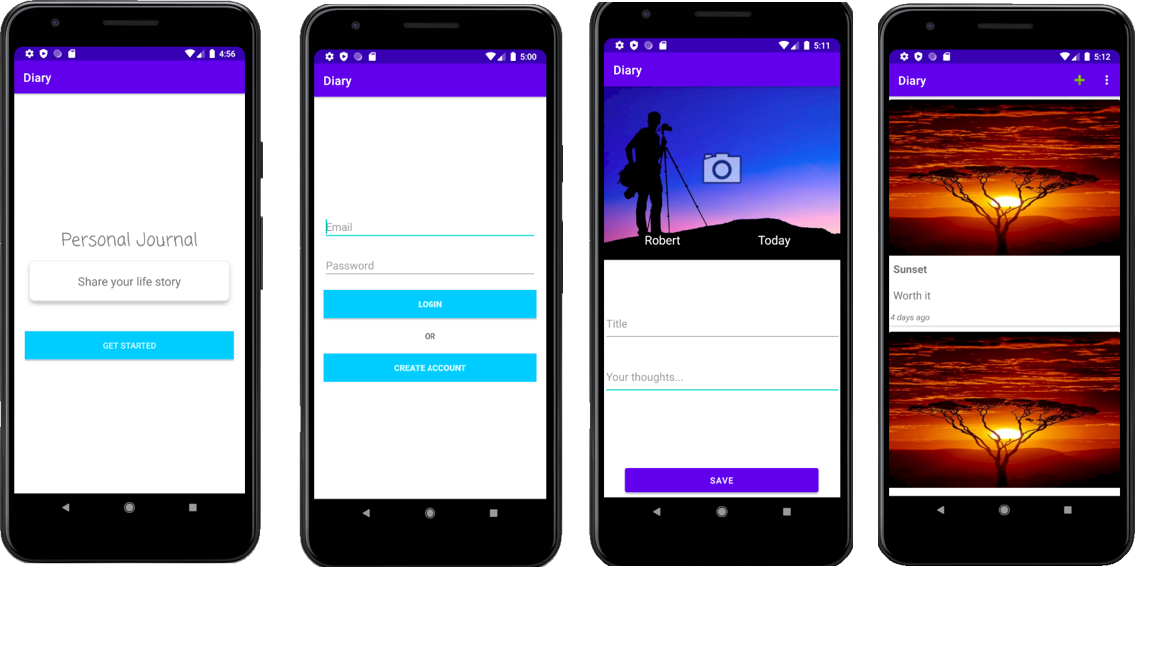 4:56
Diary
Personal Journal
Share your life story
GET STARTED
5:00
Diary
Email
Password
LOGIN
OR
CREATE ACCOUNT
5:11
Diary
Robert Today
Title
Your thoughts...
SAVE
5:12
Diary
Sunset
Worth it
4 days ago